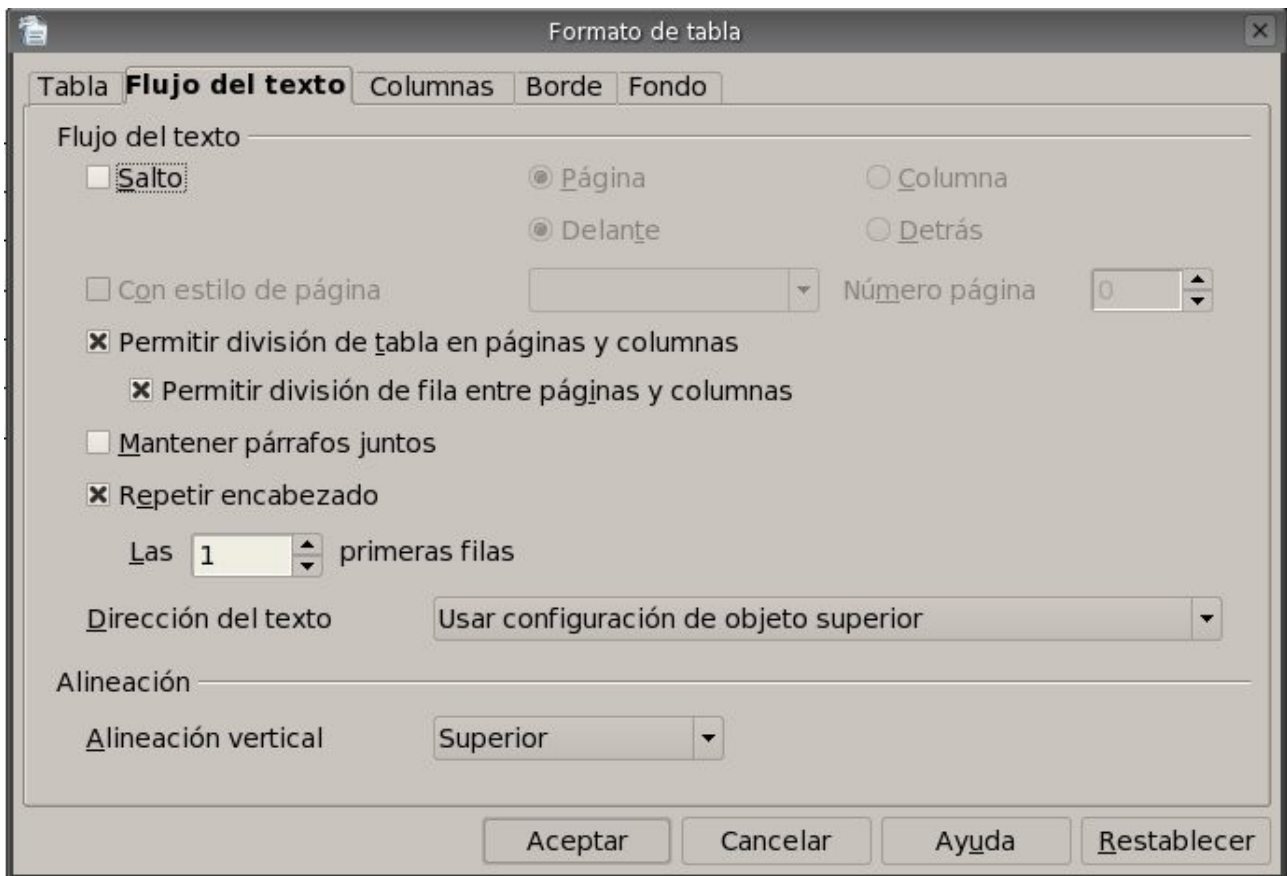 Formato de tabla
Tabla Flujo del texto Columnas Borde Fondo
Flujo del texto
Salto Página Columna
Delante Detrás
Con estilo de página Número página 0
Permitir división de tabla en páginas y columnas
Permitir división de fila entre páginas y columnas
Mantener párrafos juntos
Repetir encabezado
Las 1 primeras filas
Dirección del texto Usar configuración de objeto superior
Alineación
Alineación vertical Superior
Aceptar Cancelar Ayuda Restablecer